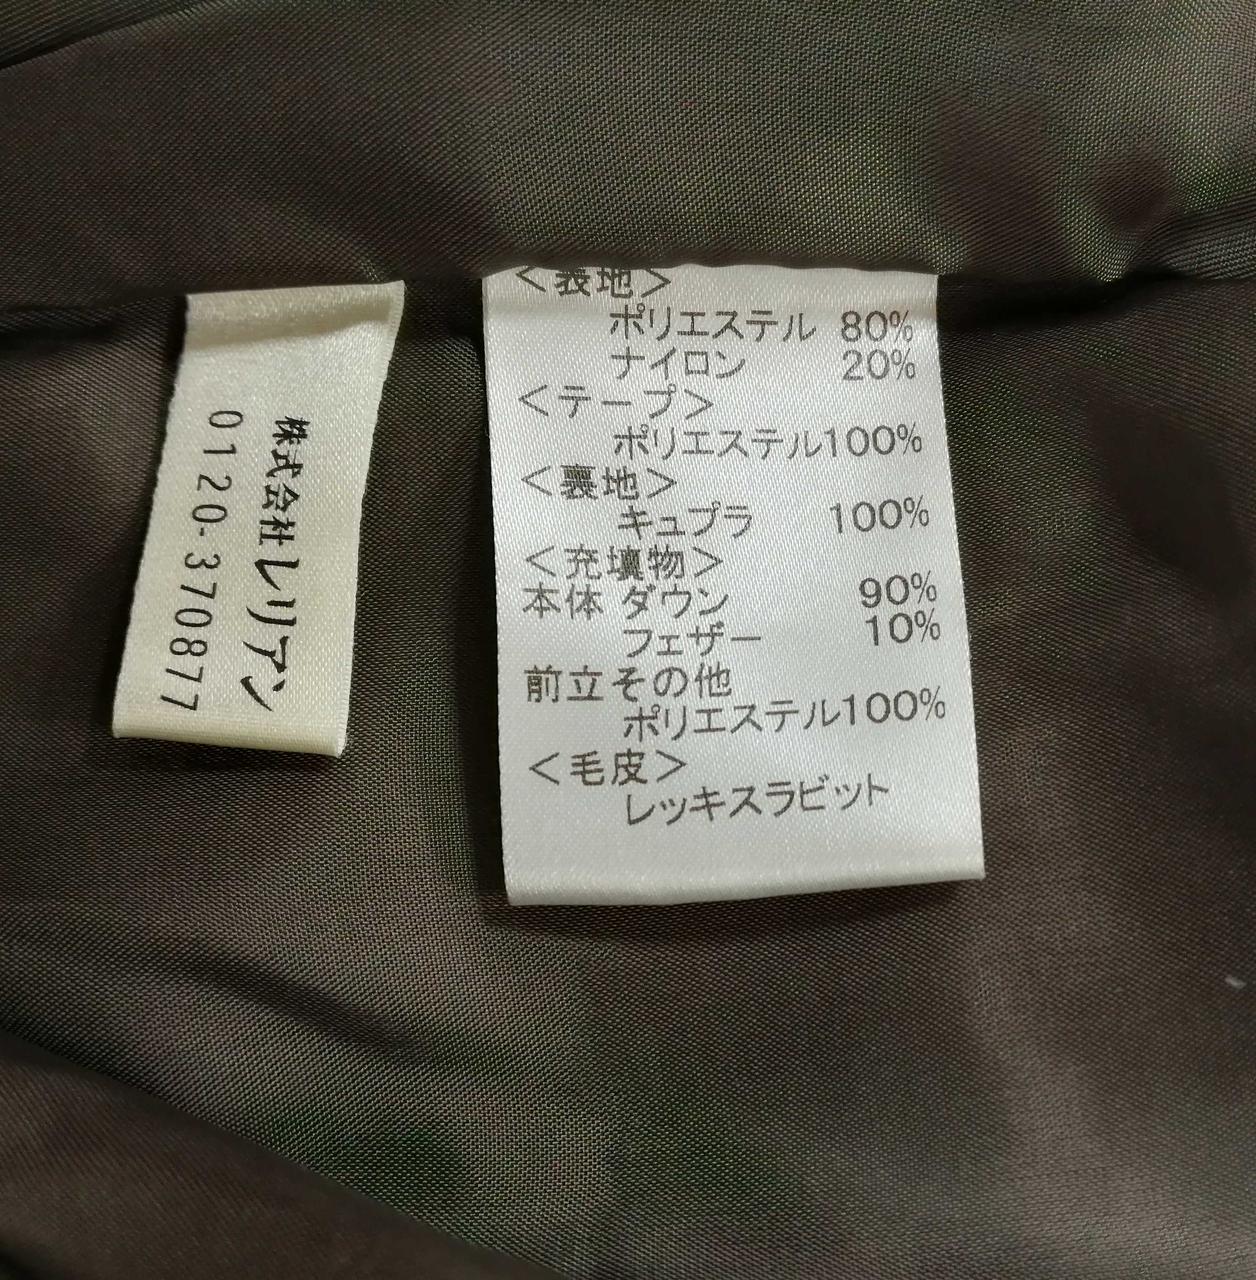 株式会社レリアン
0120-370877
<表地>
ポリエステル 80%
ナイロン 20%
<テープ>
ポリエステル100%
<裏地>
キュプラ 100%
<充填物>
本体 ダウン 90%
フェザー 10%
前立その他
ポリエステル100%
<毛皮>
レッキスラビット